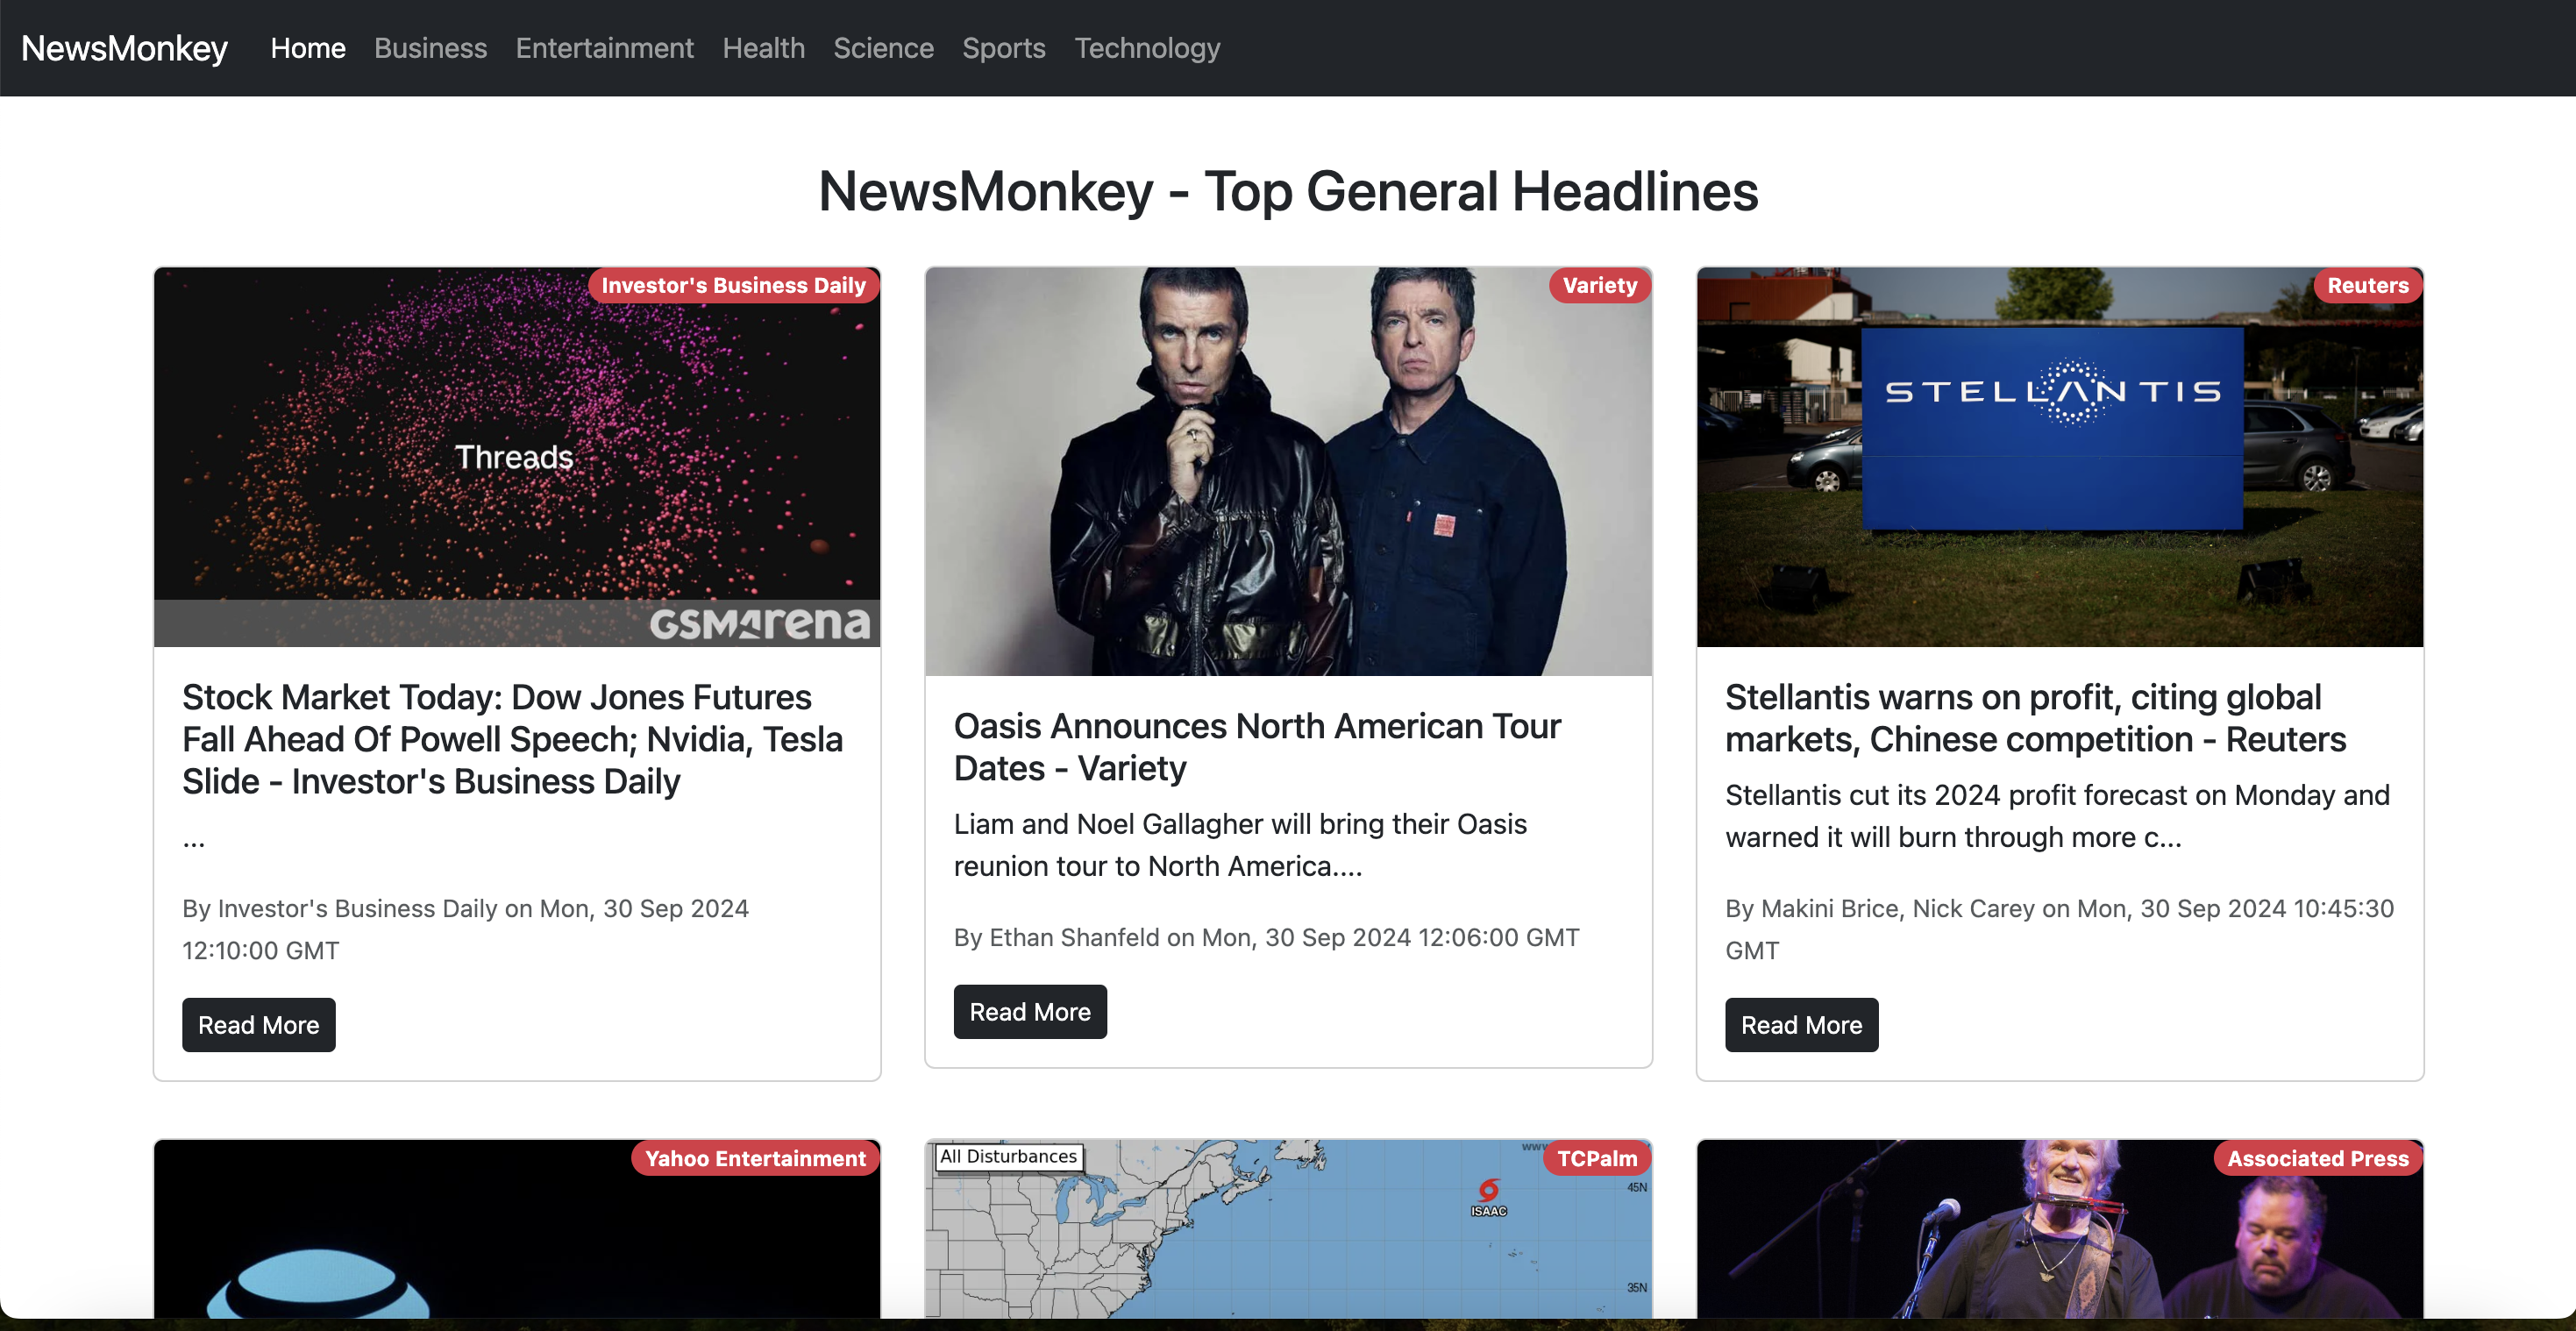 NewsMonkey Home Business Entertainment Health Science Sports Technology
NewsMonkey - Top General Headlines
Investor's Business Daily
Threads
GSMArena
Stock Market Today: Dow Jones Futures
Fall Ahead Of Powell Speech; Nvidia, Tesla
Slide - Investor's Business Daily
...
By Investor's Business Daily on Mon, 30 Sep 2024
12:10:00 GMT
Read More
Variety
Oasis Announces North American Tour
Dates - Variety
Liam and Noel Gallagher will bring their Oasis
reunion tour to North America....
By Ethan Shanfeld on Mon, 30 Sep 2024 12:06:00 GMT
Read More
Reuters
STELLANTIS
Stellantis warns on profit, citing global
markets, Chinese competition - Reuters
Stellantis cut its 2024 profit forecast on Monday and
warned it will burn through more c...
By Makini Brice, Nick Carey on Mon, 30 Sep 2024 10:45:30
GMT
Read More
Yahoo Entertainment
All Disturbances
TCPalm
45N
ISAAC
35N
Associated Press